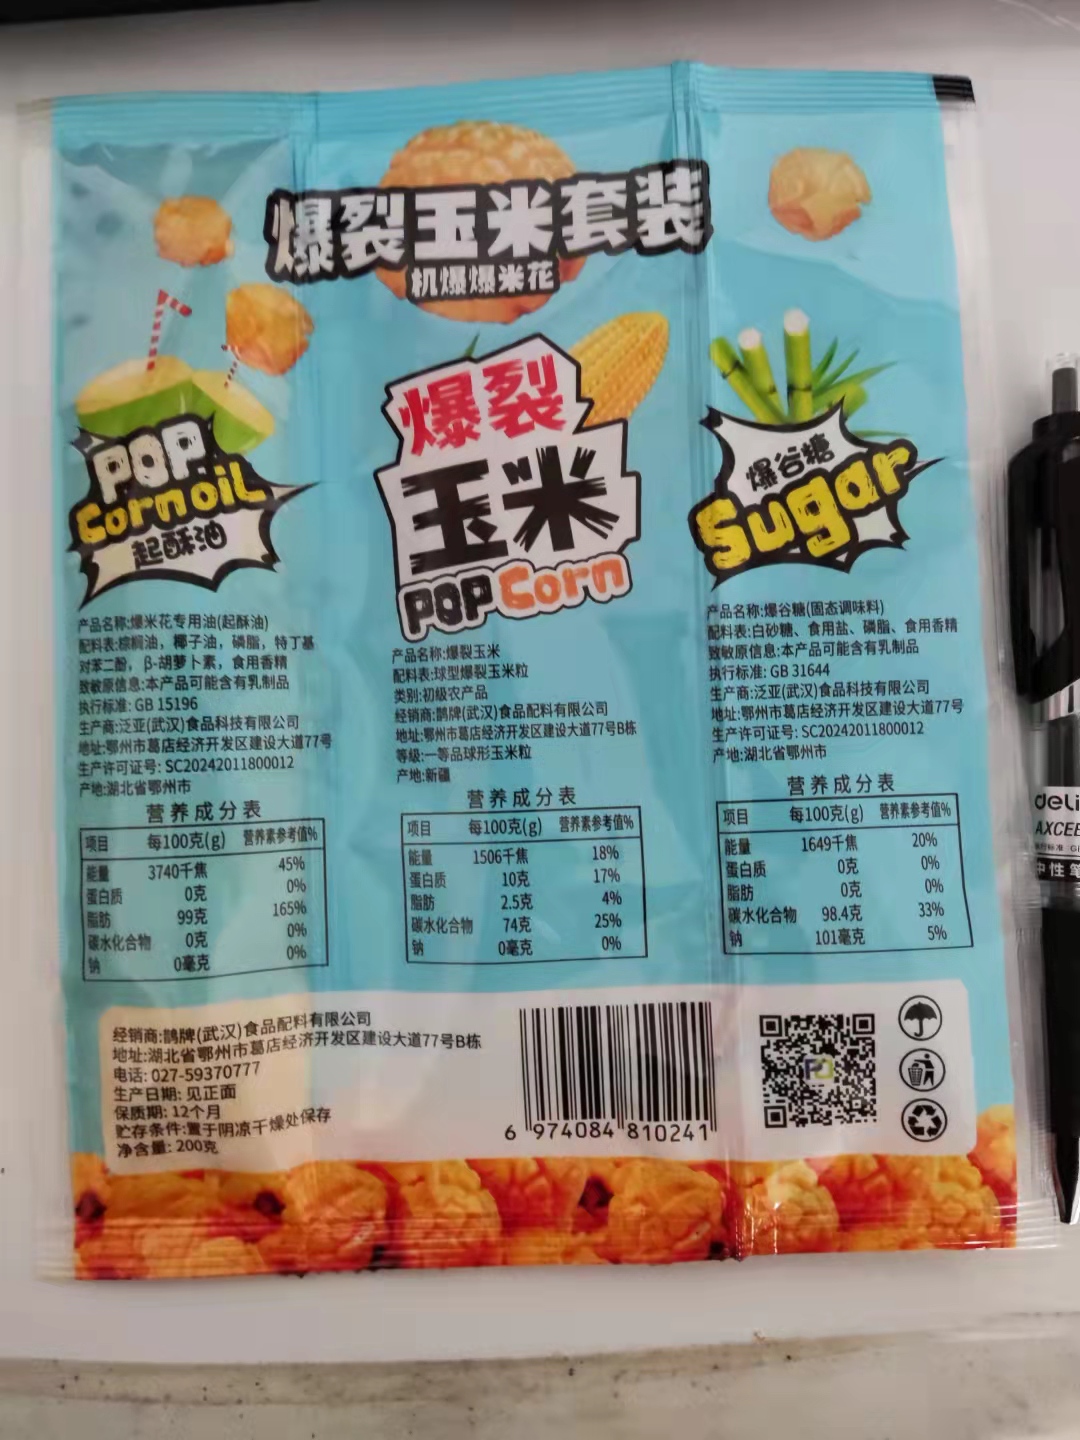 爆裂玉米套装
机爆爆米花
POP
Corn oil
起酥油
产品名称:爆米花专用油(起酥油)
配料表:棕榈油，椰子油，磷脂，特丁基
对苯二酚，β-胡萝卜素，食用香精
致敏原信息:本产品可能含有乳制品
执行标准: GB 15196
生产商:泛亚(武汉)食品科技有限公司
地址:鄂州市葛店经济开发区建设大道77号
生产许可证号: SC20242011800012
产地:湖北省鄂州市
营养成分表
项目 每100克(g) 营养素参考值%
能量 3740千焦 45%
蛋白质 0克 0%
脂肪 99克 165%
碳水化合物 0克 0%
钠 0毫克 0%
爆裂
玉米
POP Corn
产品名称:爆裂玉米
配料表:球型爆裂玉米粒
类别:初级农产品
经销商:鹊牌(武汉)食品配料有限公司
地址:鄂州市葛店经济开发区建设大道77号B栋
等级:一等品球形玉米粒
产地:新疆
营养成分表
项目 每100克(g) 营养素参考值%
能量 1506千焦 18%
蛋白质 10克 17%
脂肪 2.5克 4%
碳水化合物 74克 25%
钠 0毫克 0%
爆谷糖
Sugar
产品名称:爆谷糖(固态调味料)
配料表:白砂糖、食用盐、磷脂、食用香精
致敏原信息:本产品可能含有乳制品
执行标准: GB 31644
生产商:泛亚(武汉)食品科技有限公司
地址:鄂州市葛店经济开发区建设大道77号
生产许可证号: SC20242011800012
产地:湖北省鄂州市
营养成分表
项目 每100克(g) 营养素参考值%
能量 1649千焦 20%
蛋白质 0克 0%
脂肪 0克 0%
碳水化合物 98.4克 33%
钠 101毫克 5%
经销商:鹊牌(武汉)食品配料有限公司
地址:湖北省鄂州市葛店经济开发区建设大道77号B栋
电话: 027-59370777
生产日期: 见正面
保质期: 12个月
贮存条件:置于阴凉干燥处保存
净含量: 200克
6 974084 810241
deli
AXCEE
中性笔